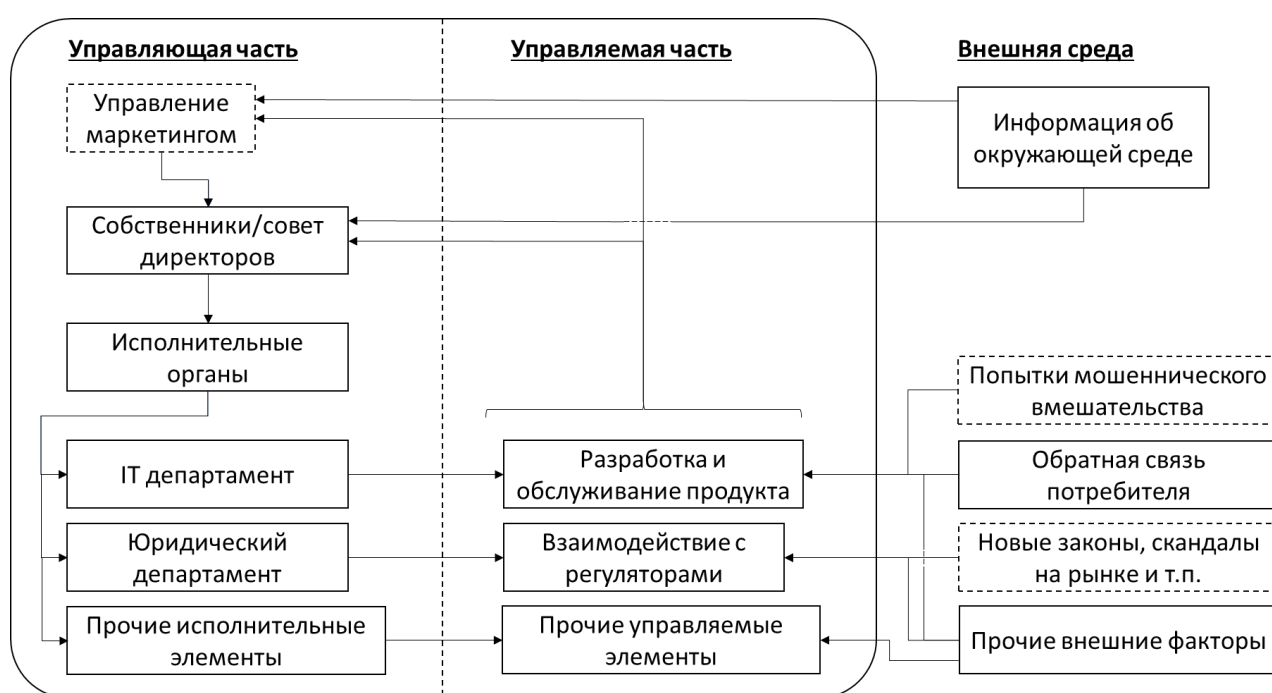 Управляющая часть
Управляемая часть
Внешняя среда
Управление
маркетингом
Информация об
окружающей среде
Собственники/совет
директоров
Исполнительные
органы
Попытки мошеннического
вмешательства
IT департамент
Разработка и
обслуживание продукта
Обратная связь
потребителя
Юридический
департамент
Взаимодействие с
регуляторами
Новые законы, скандалы
на рынке и т.п.
Прочие исполнительные
элементы
Прочие управляемые
элементы
Прочие внешние факторы